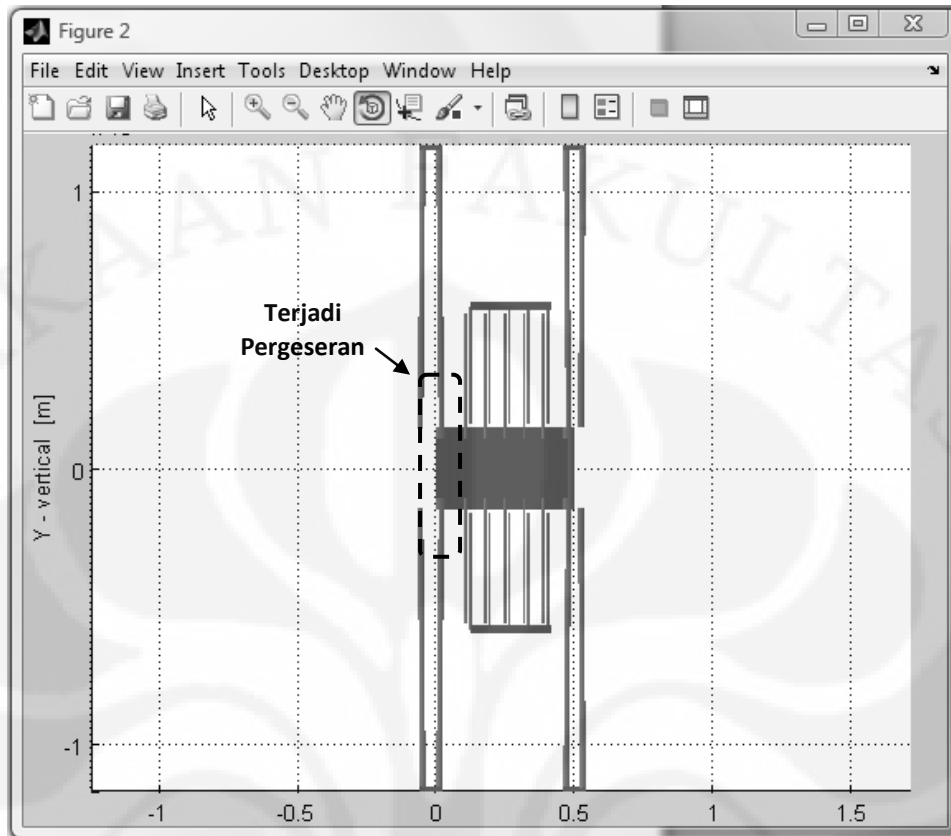 Figure 2
File Edit View Insert Tools Desktop Window Help
1
Terjadi
Pergeseran
Y - vertical [m]
0
-1
-1
-0.5
0
0.5
1
1.5